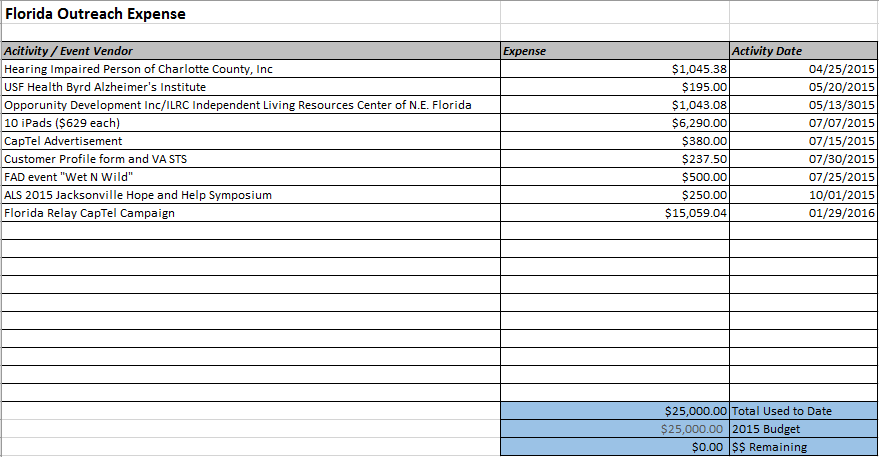 Florida Outreach Expense
Acitivity / Event Vendor Expense Activity Date
Hearing Impaired Person of Charlotte County, Inc $1,045.38 04/25/2015
USF Health Byrd Alzheimer's Institute $195.00 05/20/2015
Opporunity Development Inc/ILRC Independent Living Resources Center of N.E. Florida $1,043.08 05/13/3015
10 iPads ($629 each) $6,290.00 07/07/2015
CapTel Advertisement $380.00 07/15/2015
Customer Profile form and VA STS $237.50 07/30/2015
FAD event "Wet N Wild" $500.00 07/25/2015
ALS 2015 Jacksonville Hope and Help Symposium $250.00 10/01/2015
Florida Relay CapTel Campaign $15,059.04 01/29/2016
$25,000.00 Total Used to Date
$25,000.00 2015 Budget
$0.00 $$ Remaining